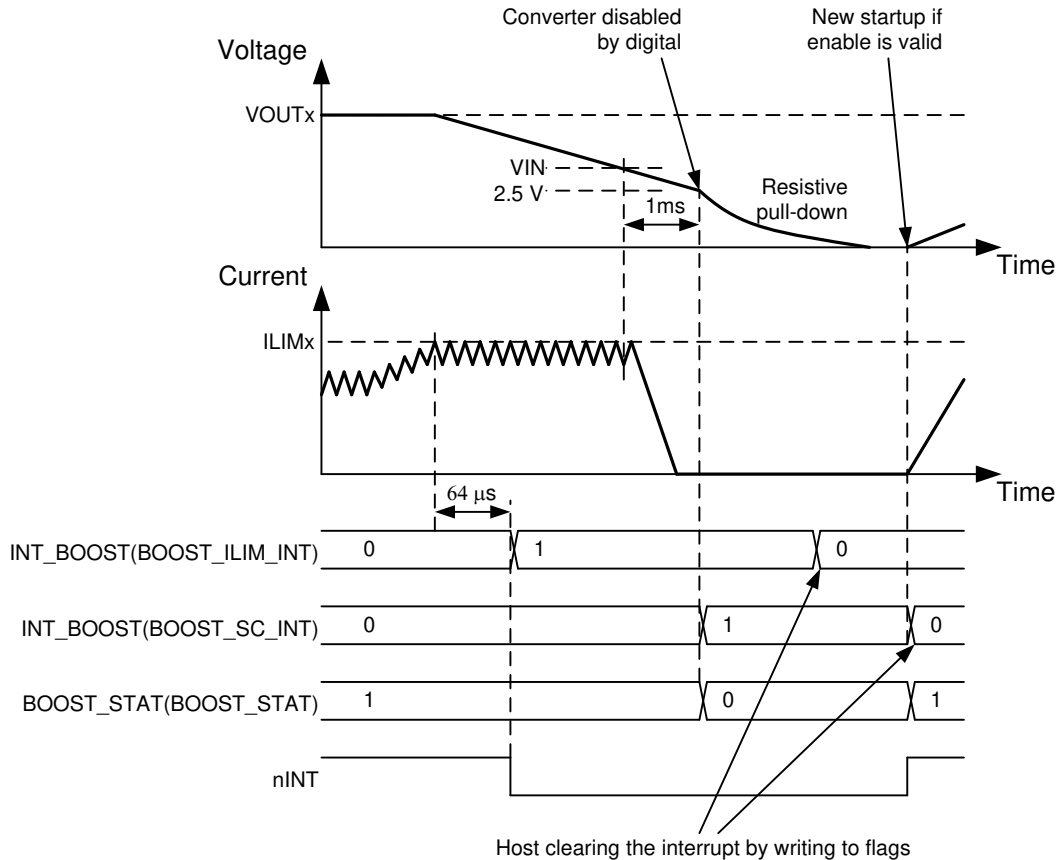 Converter disabled
by digital
New startup if
enable is valid
Voltage
VOUTx
VIN
2.5 V
1ms
Resistive
pull-down
Time
Current
ILIMx
Time
64 μs
INT_BOOST(BOOST_ILIM_INT)
0
1
0
INT_BOOST(BOOST_SC_INT)
0
1
0
BOOST_STAT(BOOST_STAT)
1
0
1
nINT
Host clearing the interrupt by writing to flags